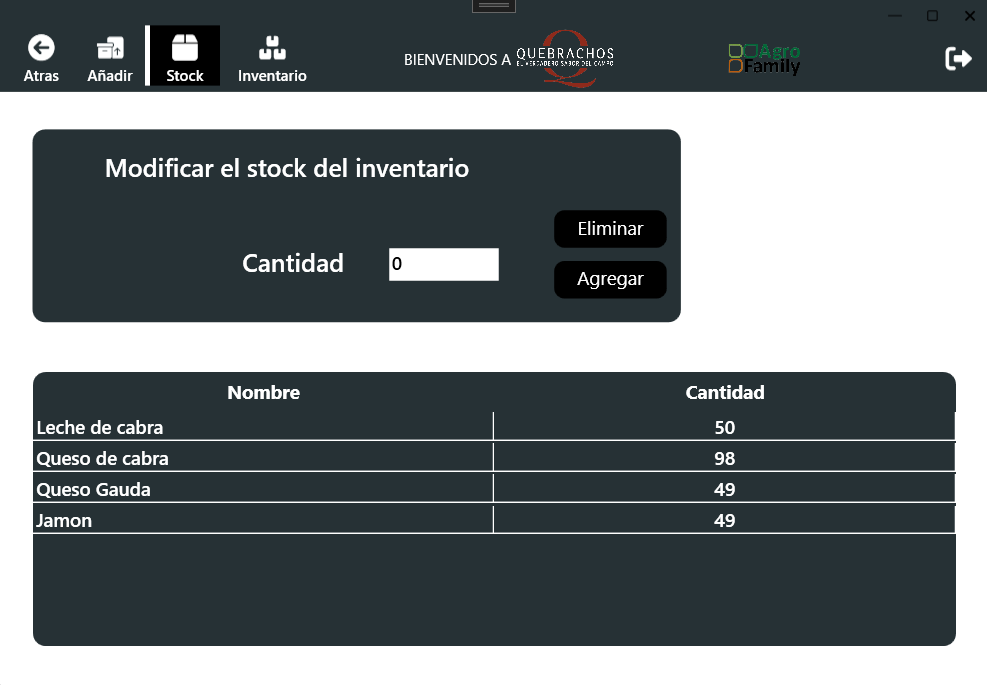 Atras
Añadir
Stock
Inventario
BIENVENIDOS A
QUEBRACHOS
EL VERDADERO SABOR DEL CAMPO
Agro
Family
Modificar el stock del inventario
Cantidad
0
Eliminar
Agregar
Nombre Cantidad
Leche de cabra 50
Queso de cabra 98
Queso Gauda 49
Jamon 49